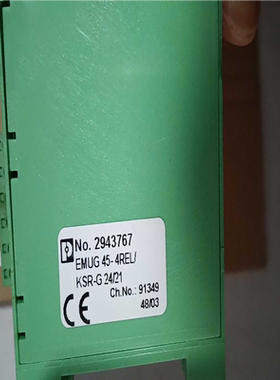 No. 2943767
EMUG 45- 4REL/
KSR-G 24/21
Ch.No.: 91349
48/03
CE